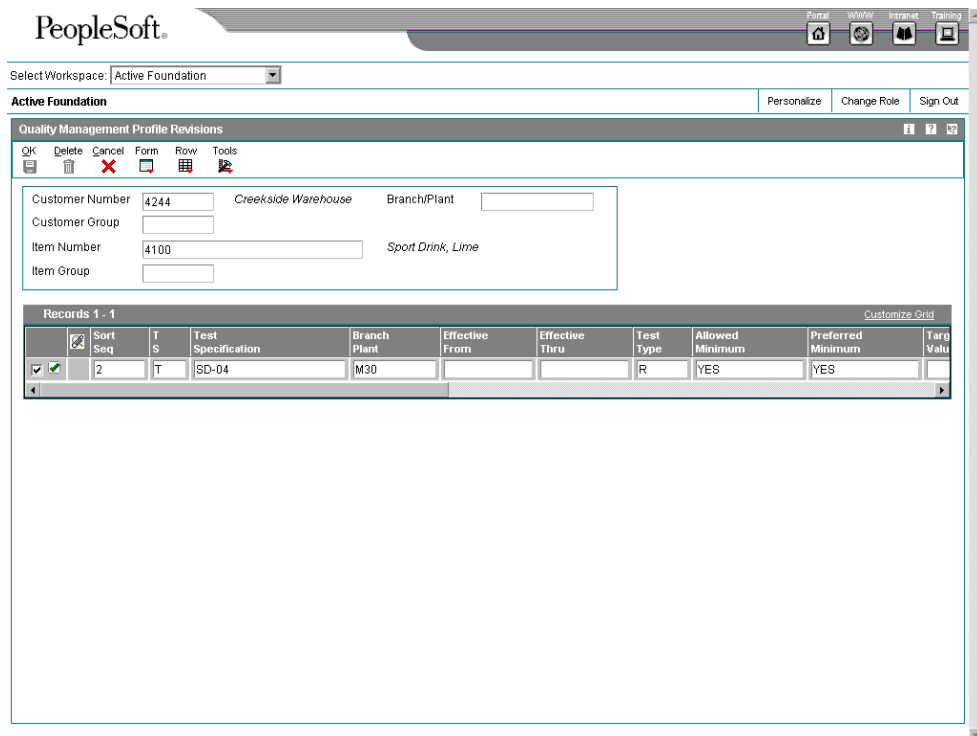 Portal WWW Intranet Training
PeopleSoft®
Select Workspace: Active Foundation
Active Foundation Personalize Change Role Sign Out
Quality Management Profile Revisions i ?
OK Delete Cancel Form Row Tools
Customer Number 4244 Creekside Warehouse Branch/Plant
Customer Group
Item Number 4100 Sport Drink, Lime
Item Group
Records 1 - 1 Customize Grid
Sort T Test Branch Effective Effective Test Allowed Preferred Targ
Seq S Specification Plant From Thru Type Minimum Minimum Valu
2 T SD-04 M30 R YES YES